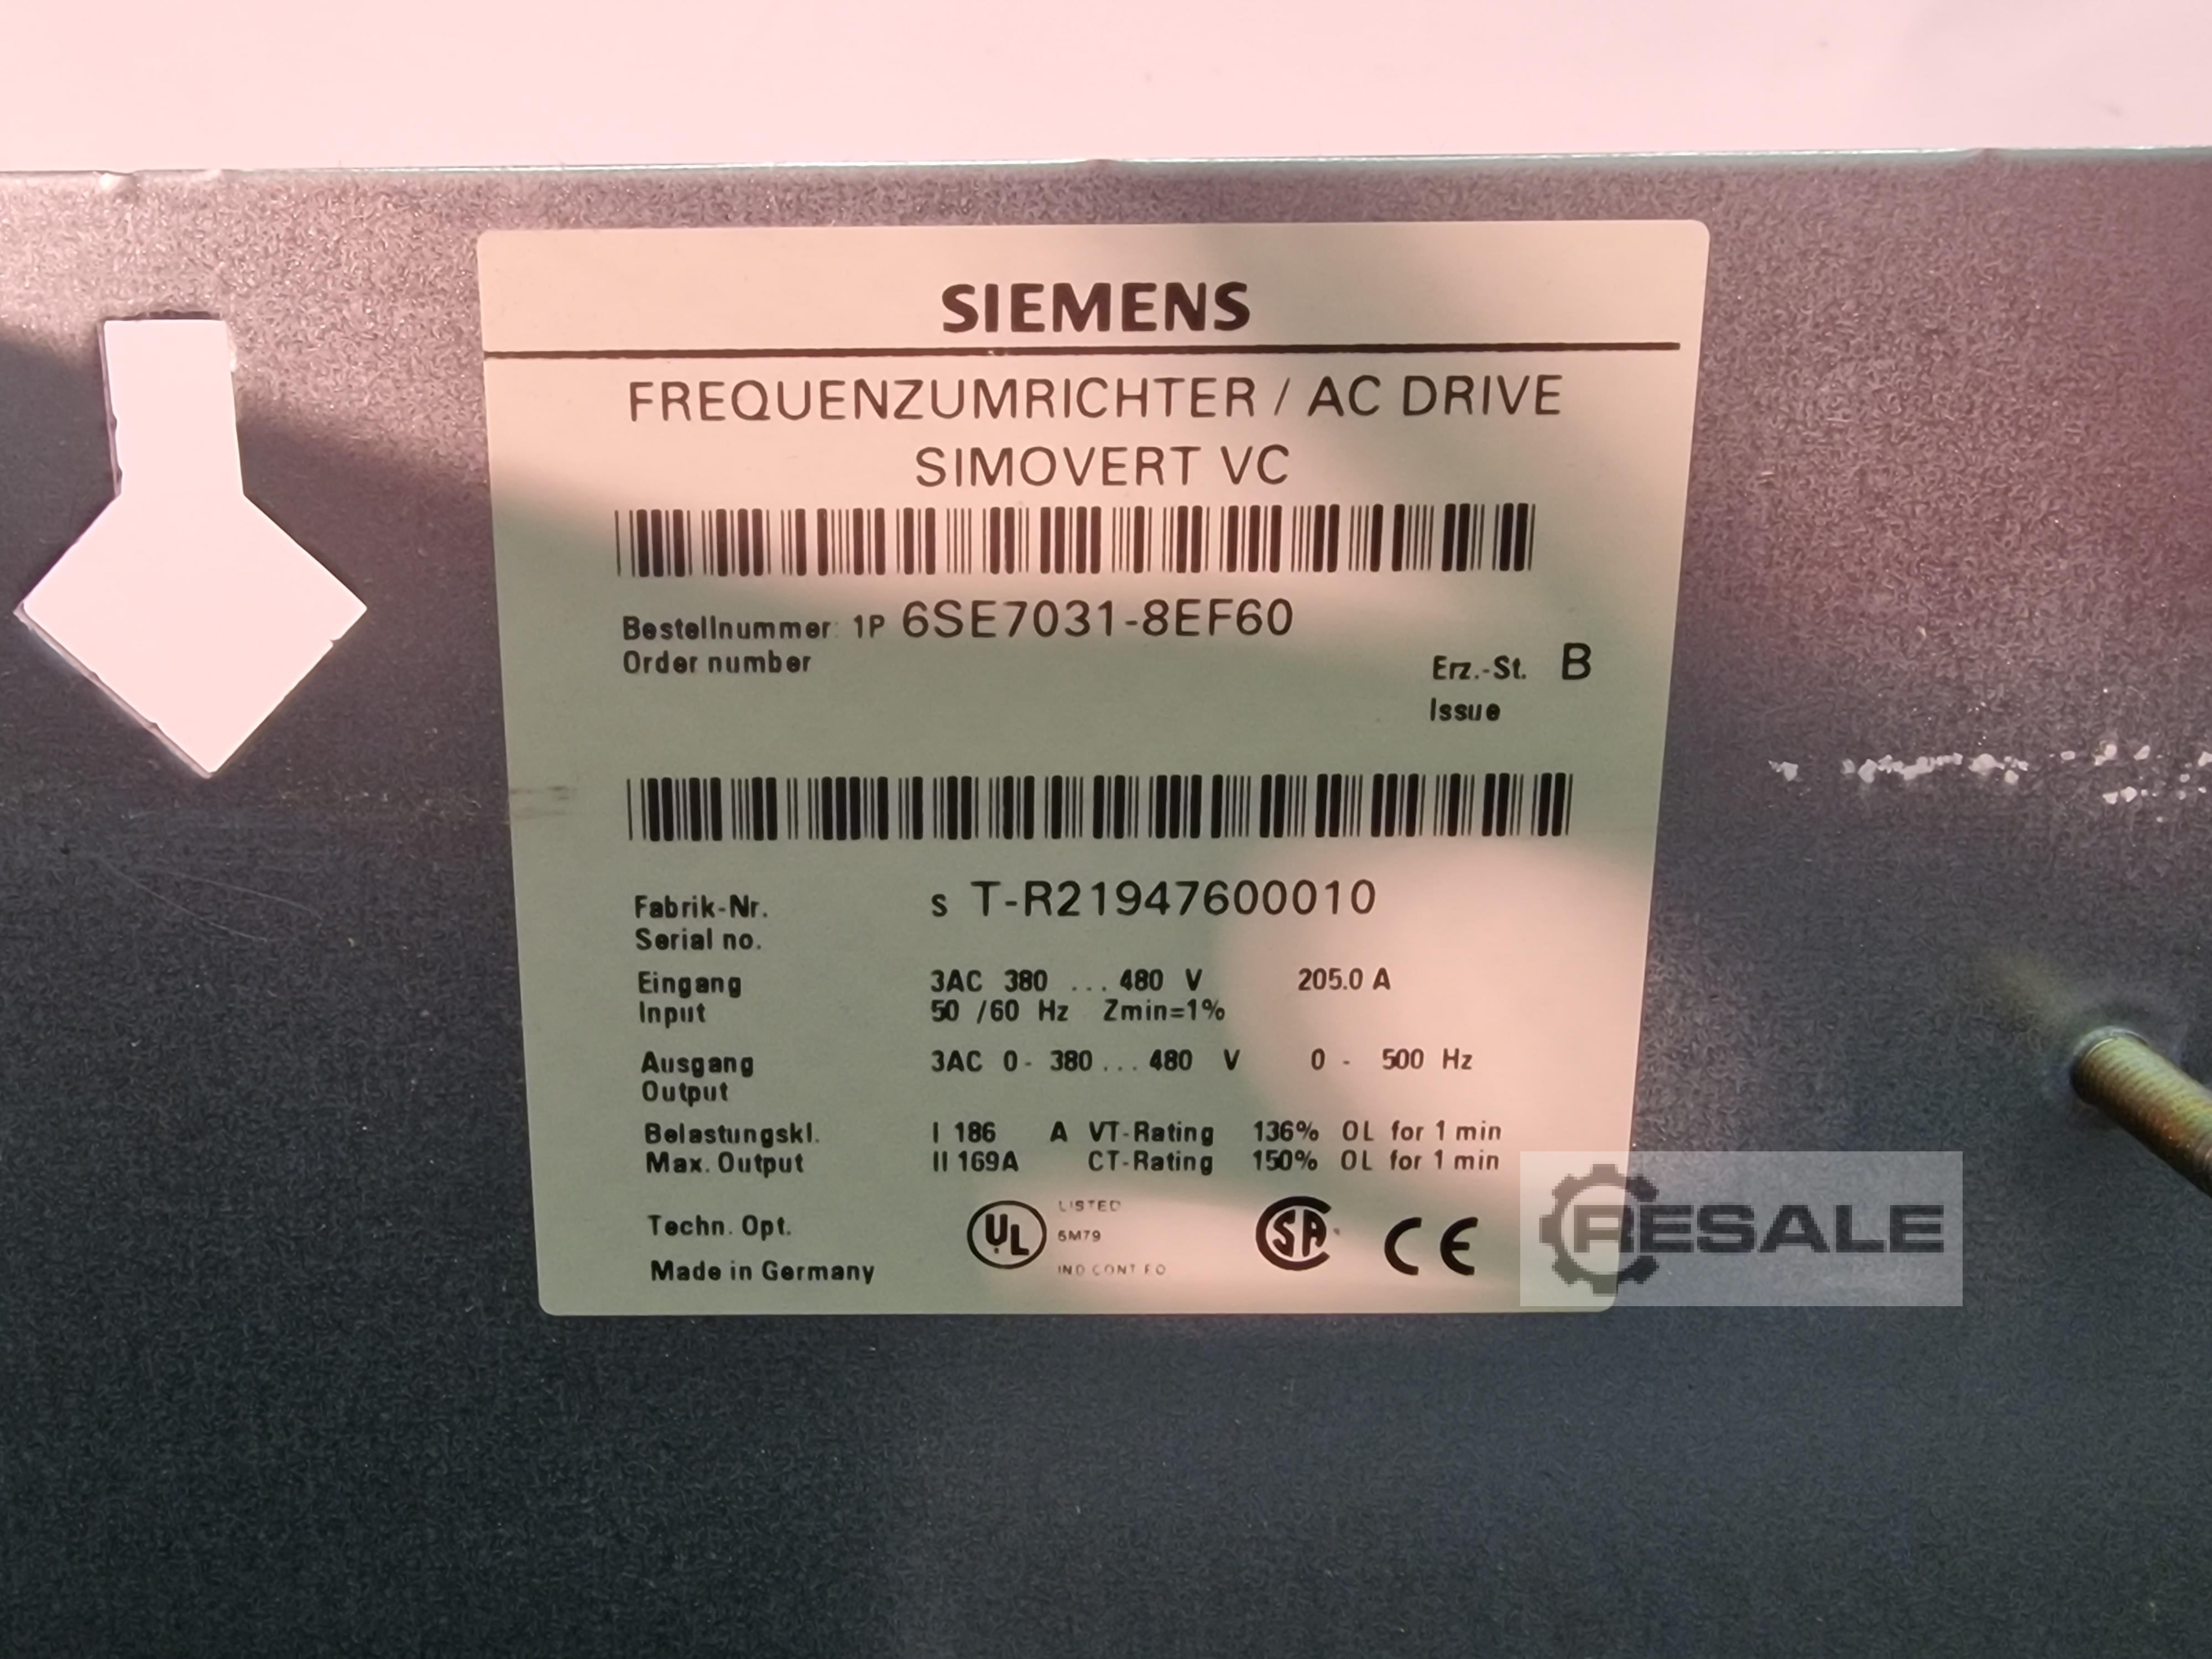 SIEMENS
FREQUENZUMRICHTER / AC DRIVE
SIMOVERT VC
Bestellnummer: 1P 6SE7031-8EF60
Order number
Erz.-St. B
Issue
Fabrik-Nr. S T-R21947600010
Serial no.
Eingang 3AC 380 ... 480 V 205.0 A
Input 50 /60 Hz Zmin=1%
Ausgang 3AC 0- 380 ... 480 V 0 - 500 Hz
Output
Belastungskl. I 186 A VT-Rating 136% OL for 1 min
Max. Output II 169A CT-Rating 150% OL for 1 min
Techn. Opt.
UL LISTED
5M79
IND CONT EQ
SA CE
Made in Germany
RESALE